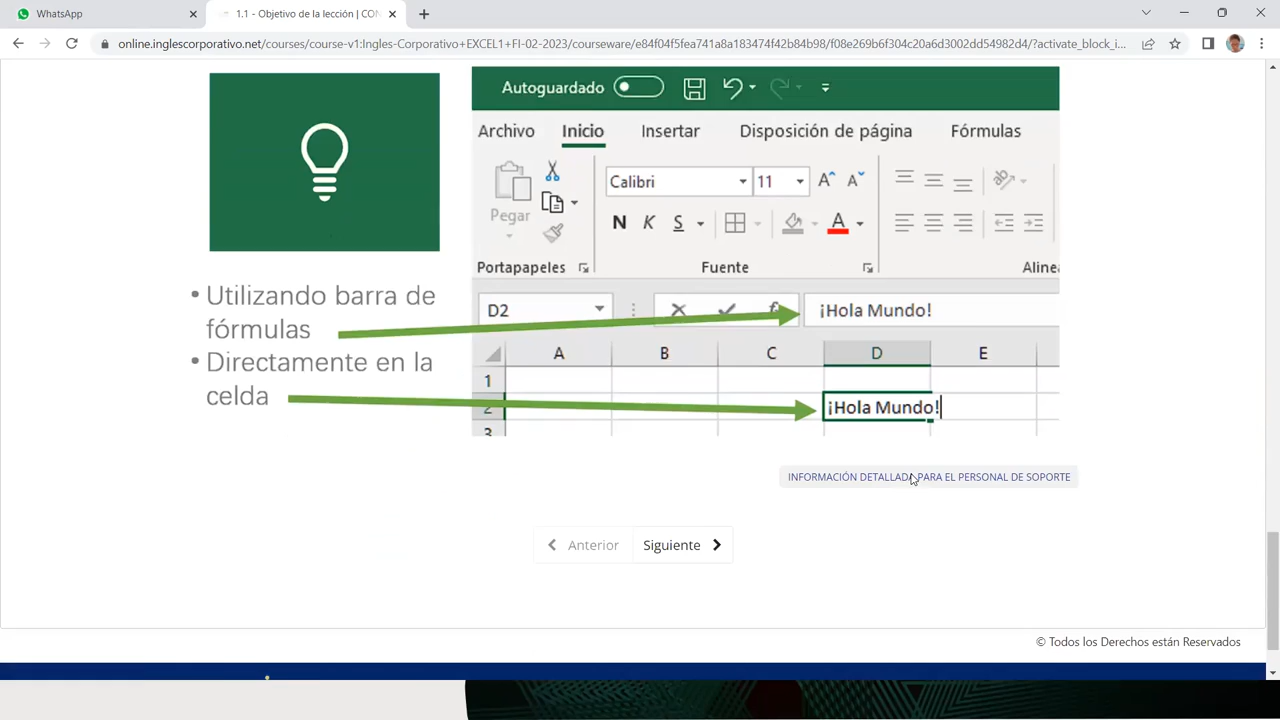 WhatsApp
1.1 - Objetivo de la lección | CON
online.inglescorporativo.net/courses/course-v1:Ingles-Corporativo+EXCEL1+FI-02-2023/courseware/e84f04f5fea741a8a183474f42b84b98/f08e269b6f304c20a6d3002dd54982d4/?activate_block_i...
Autoguardado
Archivo Inicio Insertar Disposición de página Fórmulas
Calibri 11
Pegar
N K S A
Portapapeles Fuente Alinea
• Utilizando barra de
fórmulas
• Directamente en la
celda
D2 ¡Hola Mundo!
A B C D E
1
2 ¡Hola Mundo!
3
INFORMACIÓN DETALLADA PARA EL PERSONAL DE SOPORTE
Anterior Siguiente
© Todos los Derechos están Reservados